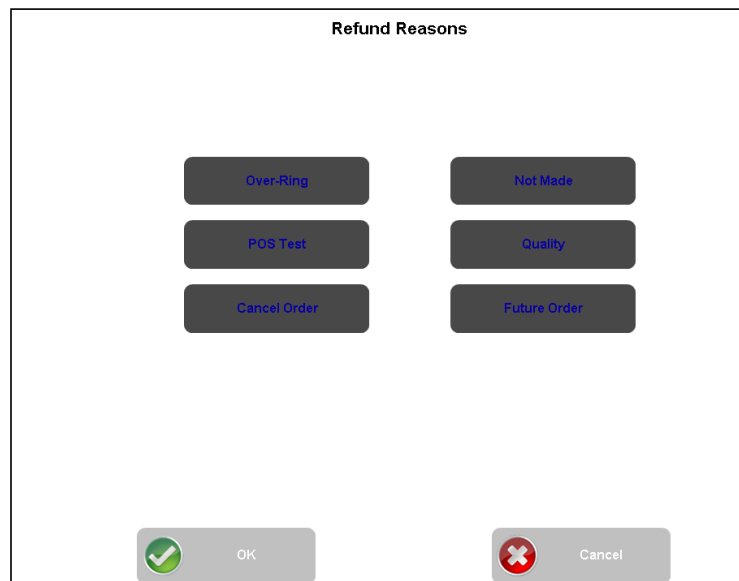 Refund Reasons
Over-Ring
Not Made
POS Test
Quality
Cancel Order
Future Order
OK
Cancel